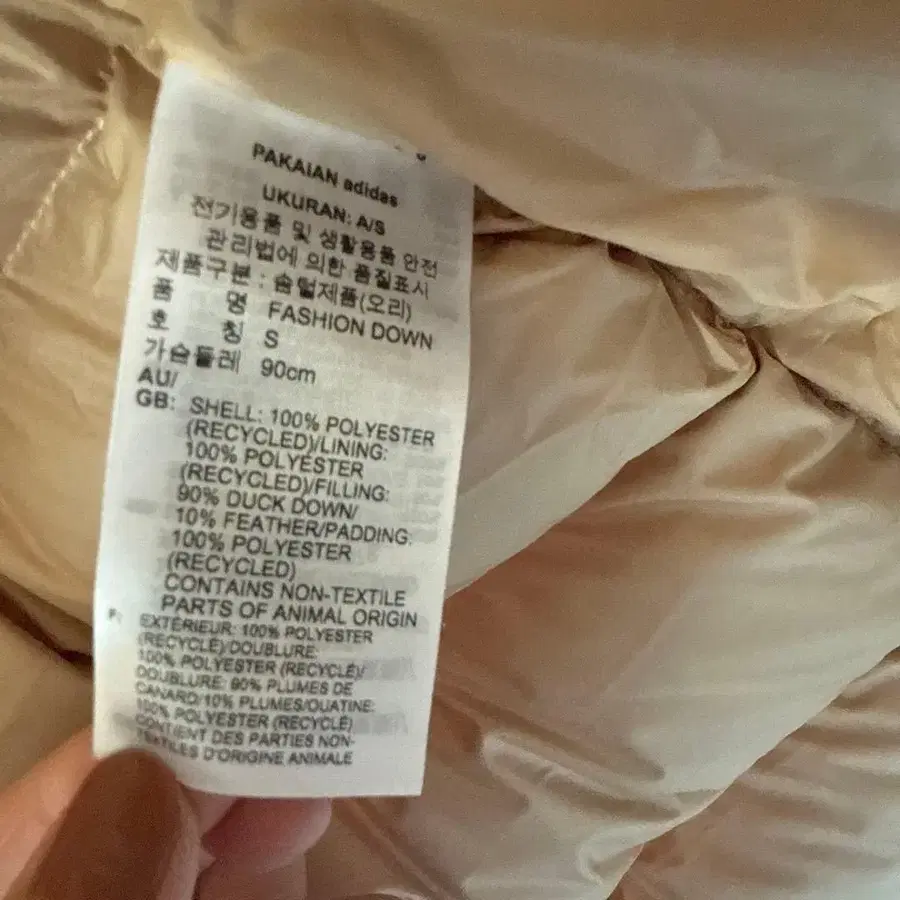 PAKAIAN adidas
UKURAN: A/S
전기용품 및 생활용품 안전
관리법에 의한 품질표시
제품구분 : 솜털제품(오리)
품 명 FASHION DOWN
호 칭 S
가슴둘레 90cm
AU/
GB: SHELL: 100% POLYESTER
(RECYCLED)/LINING:
100% POLYESTER
(RECYCLED)/FILLING:
90% DUCK DOWN/
10% FEATHER/PADDING:
100% POLYESTER
(RECYCLED)
CONTAINS NON-TEXTILE
PARTS OF ANIMAL ORIGIN
F: EXTÉRIEUR: 100% POLYESTER
(RECYCLÉ)/DOUBLURE:
100% POLYESTER (RECYCLÉ)/
DOUBLURE: 90% PLUMES DE
CANARD/10% PLUMES/OUATINE:
100% POLYESTER (RECYCLÉ)
CONTIENT DES PARTIES NON-
TEXTILES D'ORIGINE ANIMALE